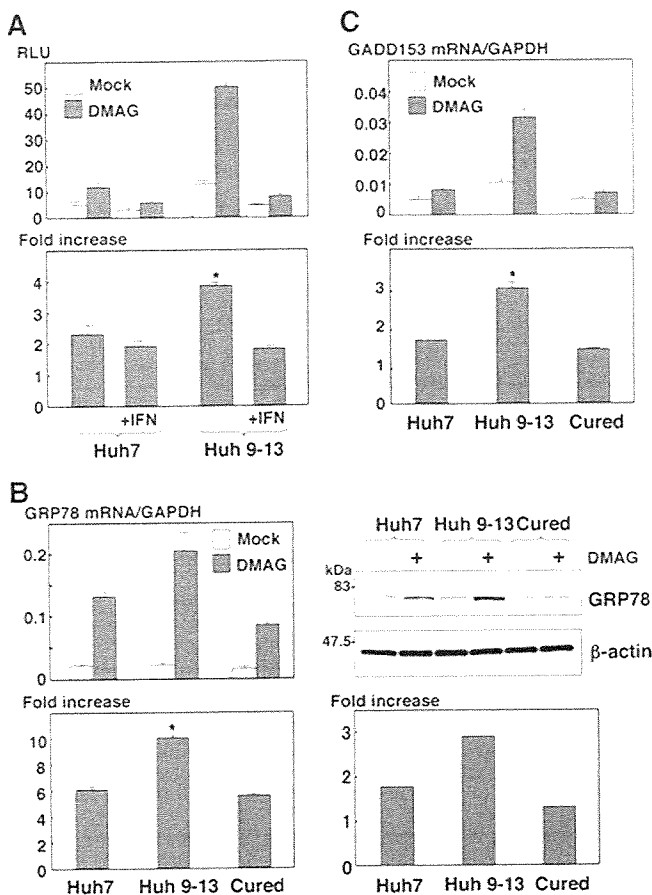 A
RLU
50
40
30
20
10
0
Mock
DMAG
Fold increase
4
3
2
1
0
*
+IFN +IFN
Huh7 Huh 9-13
C
GADD153 mRNA/GAPDH
0.04
0.03
0.02
0.01
0
Mock
DMAG
Fold increase
3
2
1
0
*
Huh7 Huh 9-13 Cured
B
GRP78 mRNA/GAPDH
0.2
0.1
0
Mock
DMAG
Fold increase
10
8
6
4
2
0
*
Huh7 Huh 9-13 Cured
Huh7 Huh 9-13 Cured
+ + + DMAG
kDa
83-
GRP78
47.5-
β-actin
Fold increase
3
2
1
0
Huh7 Huh 9-13 Cured